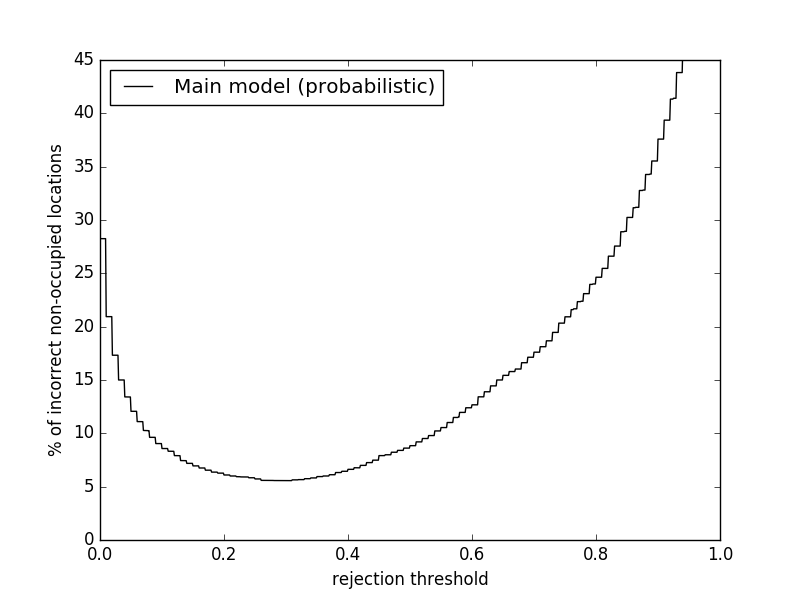 Main model (probabilistic)
% of incorrect non-occupied locations
45
40
35
30
25
20
15
10
5
0
0.0 0.2 0.4 0.6 0.8 1.0
rejection threshold